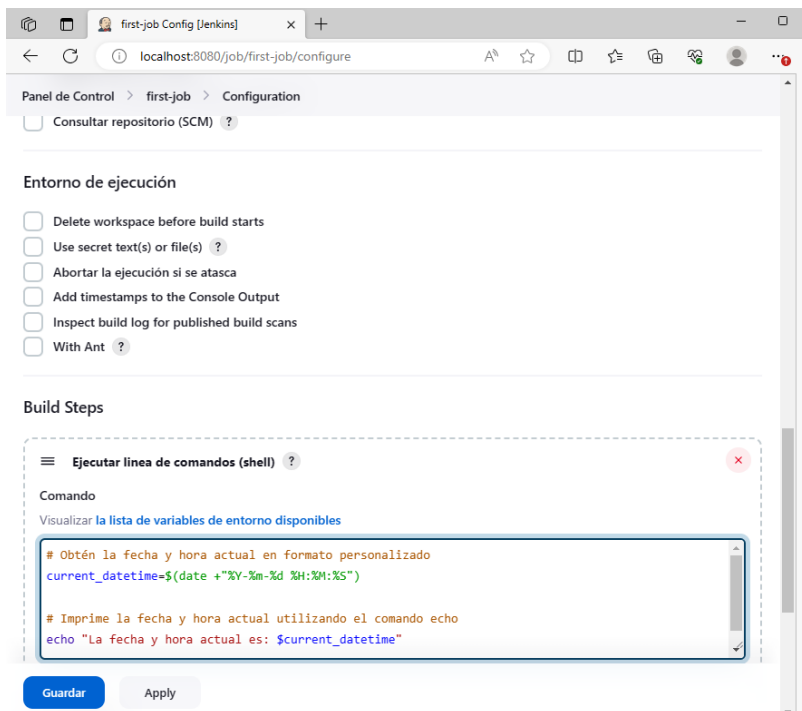 first-job Config [Jenkins]
localhost:8080/job/first-job/configure
Panel de Control > first-job > Configuration
Consultar repositorio (SCM) ?
Entorno de ejecución
Delete workspace before build starts
Use secret text(s) or file(s) ?
Abortar la ejecución si se atasca
Add timestamps to the Console Output
Inspect build log for published build scans
With Ant ?
Build Steps
Ejecutar linea de comandos (shell) ?
Comando
Visualizar la lista de variables de entorno disponibles
# Obtén la fecha y hora actual en formato personalizado
current_datetime=$(date +"%Y-%m-%d %H:%M:%S")
# Imprime la fecha y hora actual utilizando el comando echo
echo "La fecha y hora actual es: $current_datetime"
Guardar Apply